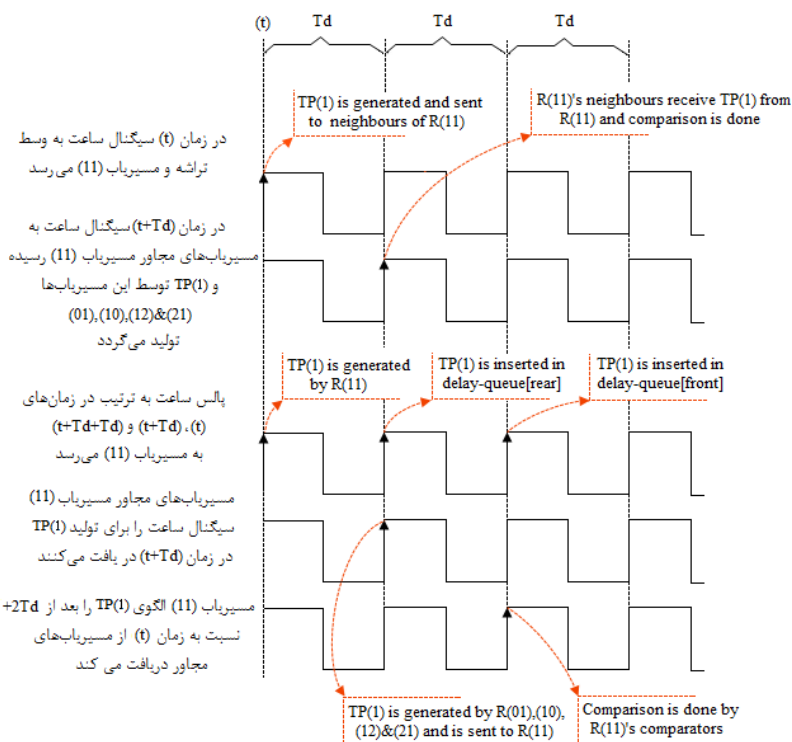 (t)
Td
Td
Td
TP(1) is generated and sent
to neighbours of R(11)
R(11)'s neighbours receive TP(1) from
R(11) and comparison is done
در زمان (t) سیگنال ساعت به وسط
تراشه و مسیریاب (11) می‌رسد
در زمان (t+Td) سیگنال ساعت به
مسیریاب‌های مجاور مسیریاب (11) رسیده
و TP(1) توسط این مسیریاب‌ها
(01),(10),(12)&(21)
تولید می‌گردد
TP(1) is generated
by R(11)
TP(1) is inserted in
delay-queue[rear]
TP(1) is inserted in
delay-queue[front]
پالس ساعت به ترتیب در زمان‌های
(t)، (t+Td) و (t+Td+Td)
به مسیریاب (11) می‌رسد
مسیریاب‌های مجاور مسیریاب (11)
سیگنال ساعت را برای تولید TP(1)
در زمان (t+Td) در یافت می‌کنند
مسیریاب (11) الگوی TP(1) را بعد از 2Td+
نسبت به زمان (t) از مسیریاب‌های
مجاور دریافت می کند
TP(1) is generated by R(01),(10),
(12)&(21) and is sent to R(11)
Comparison is done by
R(11)'s comparators